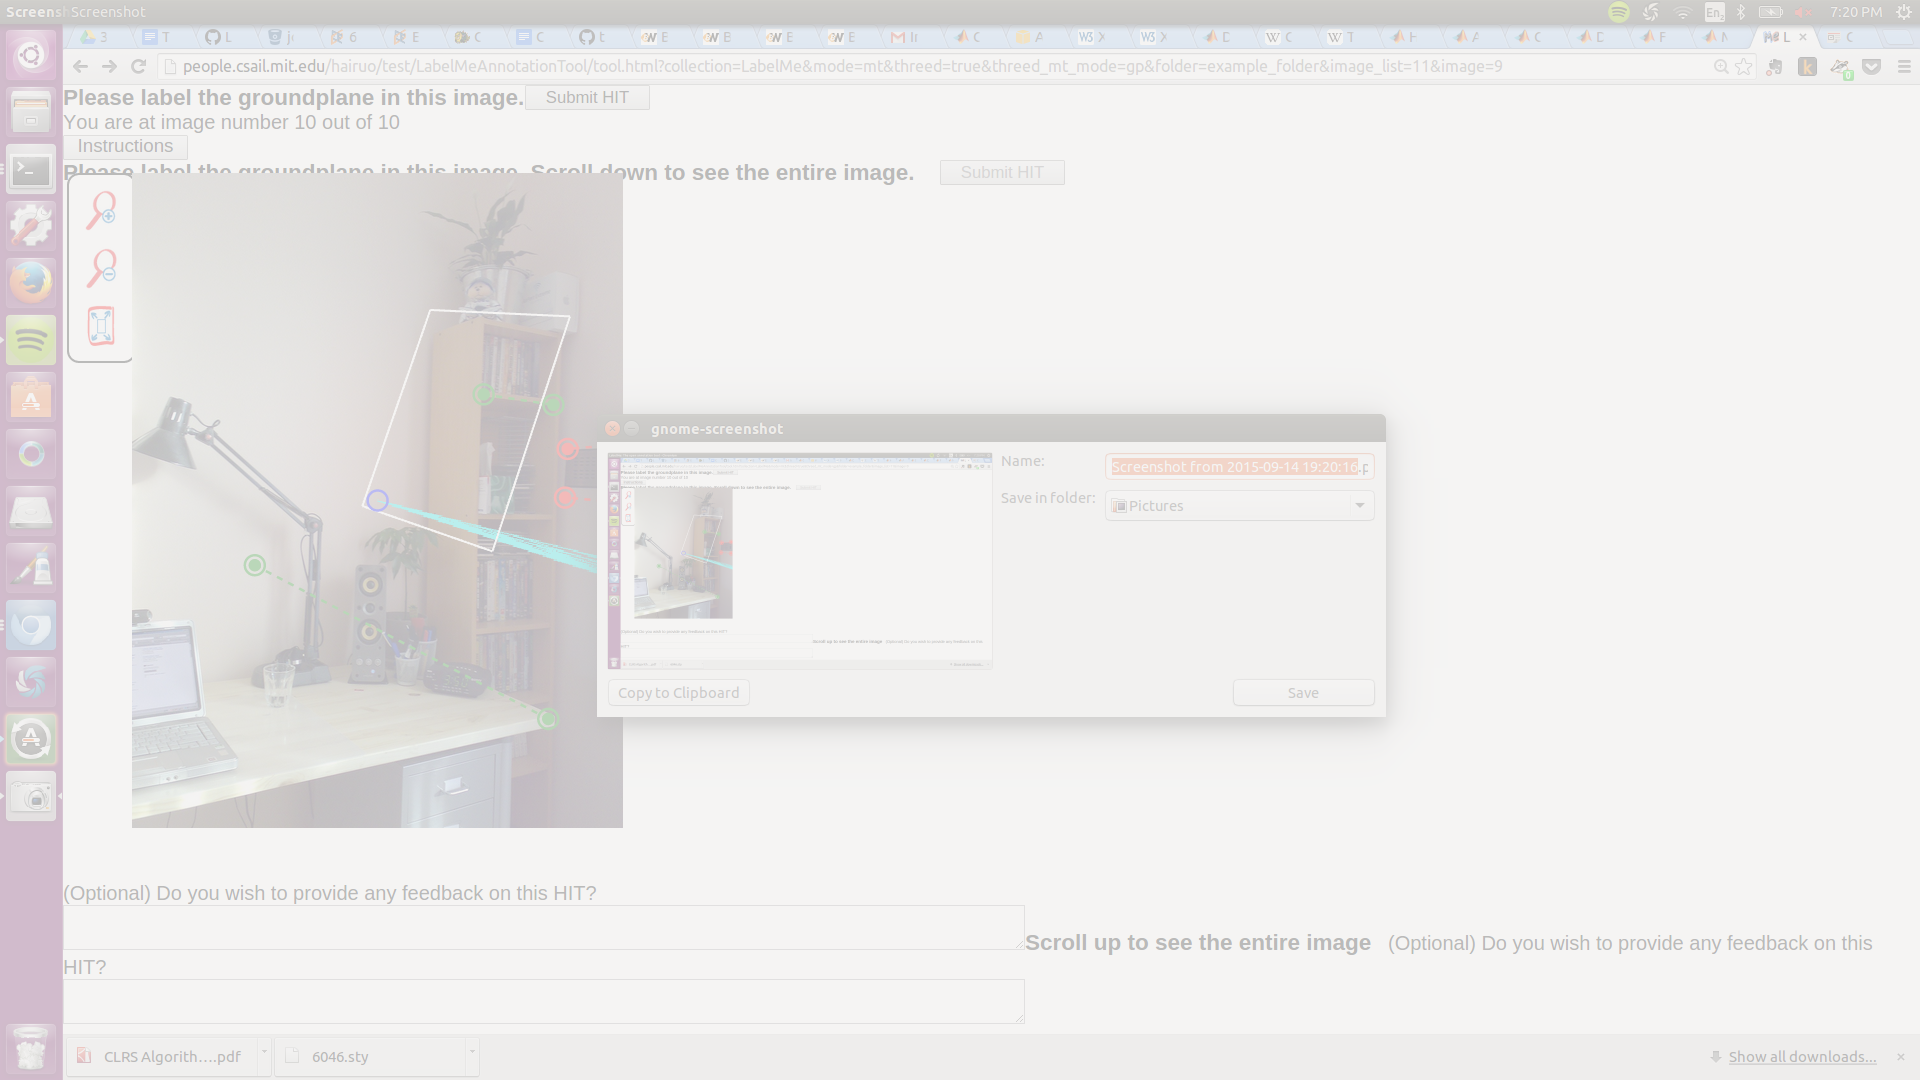 Screenshot
7:20 PM
people.csail.mit.edu/hairuo/test/LabelMeAnnotationTool/tool.html?collection=LabelMe&mode=mt&threed=true&threed_mt_mode=gp&folder=example_folder&image_list=11&image=9
Please label the groundplane in this image. Submit HIT
You are at image number 10 out of 10
Instructions
Please label the groundplane in this image. Scroll down to see the entire image. Submit HIT
gnome-screenshot
Name: Screenshot from 2015-09-14 19:20:16.p
Save in folder: Pictures
Copy to Clipboard Save
(Optional) Do you wish to provide any feedback on this HIT?
Scroll up to see the entire image (Optional) Do you wish to provide any feedback on this
HIT?
CLRS Algorith....pdf 6046.sty Show all downloads...